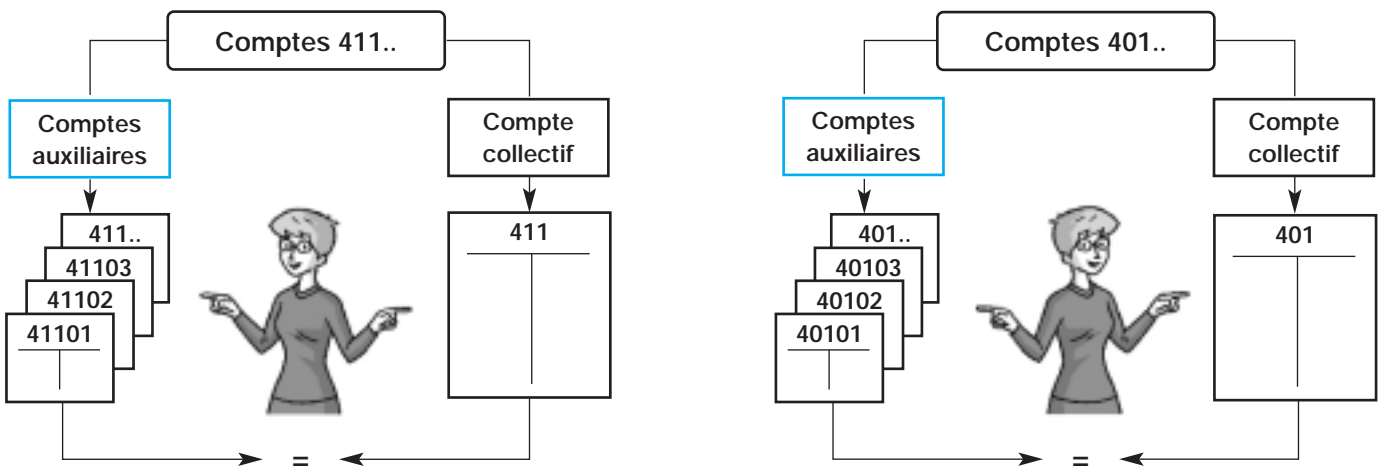 Comptes 411..
Comptes
auxiliaires
Compte
collectif
411..
41103
41102
41101
411
=
Comptes 401..
Comptes
auxiliaires
Compte
collectif
401..
40103
40102
40101
401
=